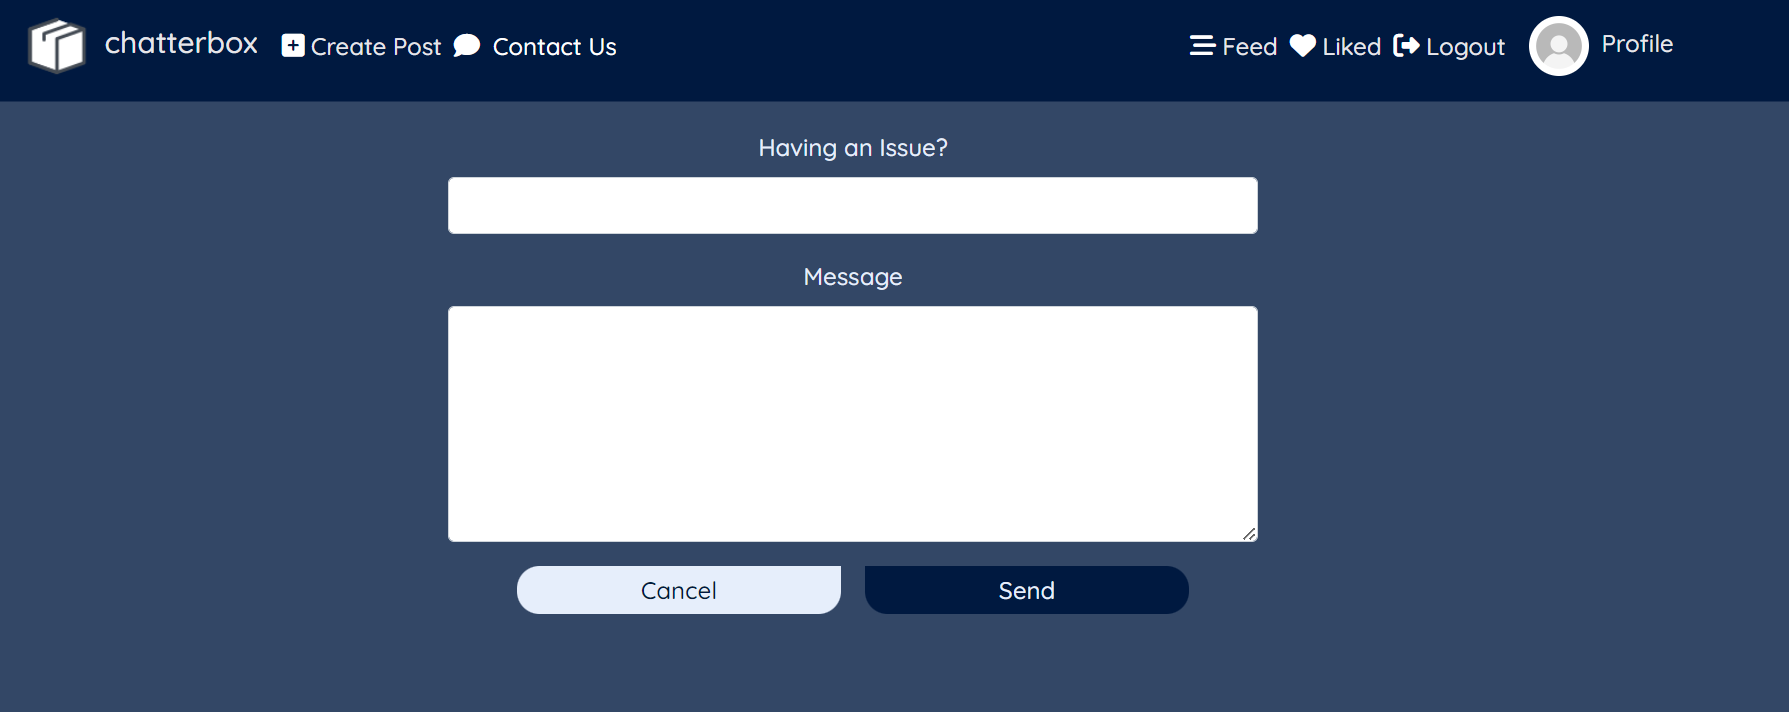 chatterbox Create Post Contact Us Feed Liked Logout Profile
Having an Issue?
Message
Cancel Send